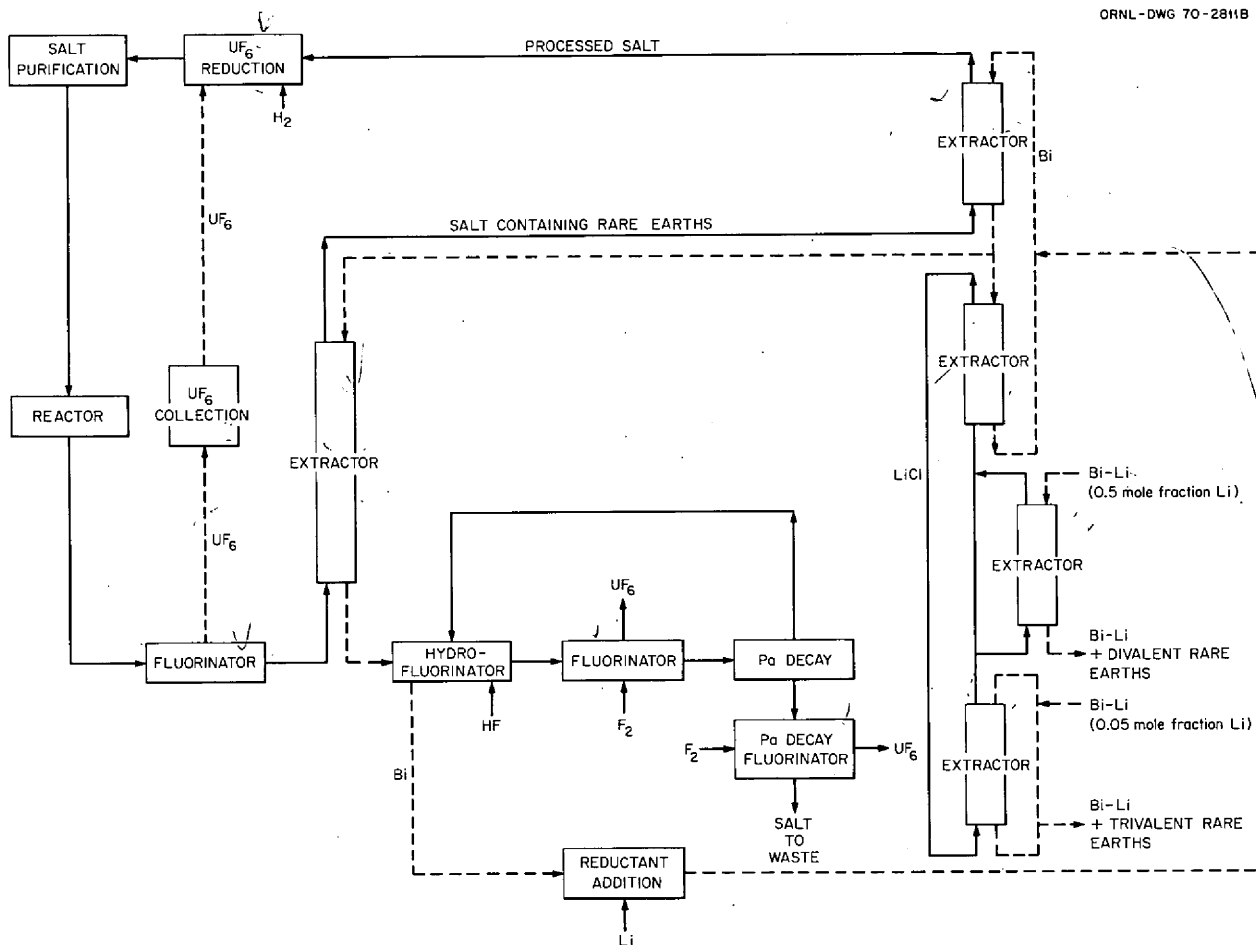 ORNL-DWG 70-2811B
SALT
PURIFICATION
UF6
REDUCTION
PROCESSED SALT
H2
EXTRACTOR
Bi
UF6
SALT CONTAINING RARE EARTHS
EXTRACTOR
UF6
COLLECTION
REACTOR
EXTRACTOR
LiCl
Bi-Li
(0.5 mole fraction Li)
UF6
EXTRACTOR
UF6
Bi-Li
+ DIVALENT RARE
EARTHS
FLUORINATOR
HYDRO-
FLUORINATOR
FLUORINATOR
Pa DECAY
HF
F2
Bi-Li
(0.05 mole fraction Li)
F2
Pa DECAY
FLUORINATOR
UF6
EXTRACTOR
Bi
Bi-Li
+ TRIVALENT RARE
EARTHS
SALT
TO
WASTE
REDUCTANT
ADDITION
Li